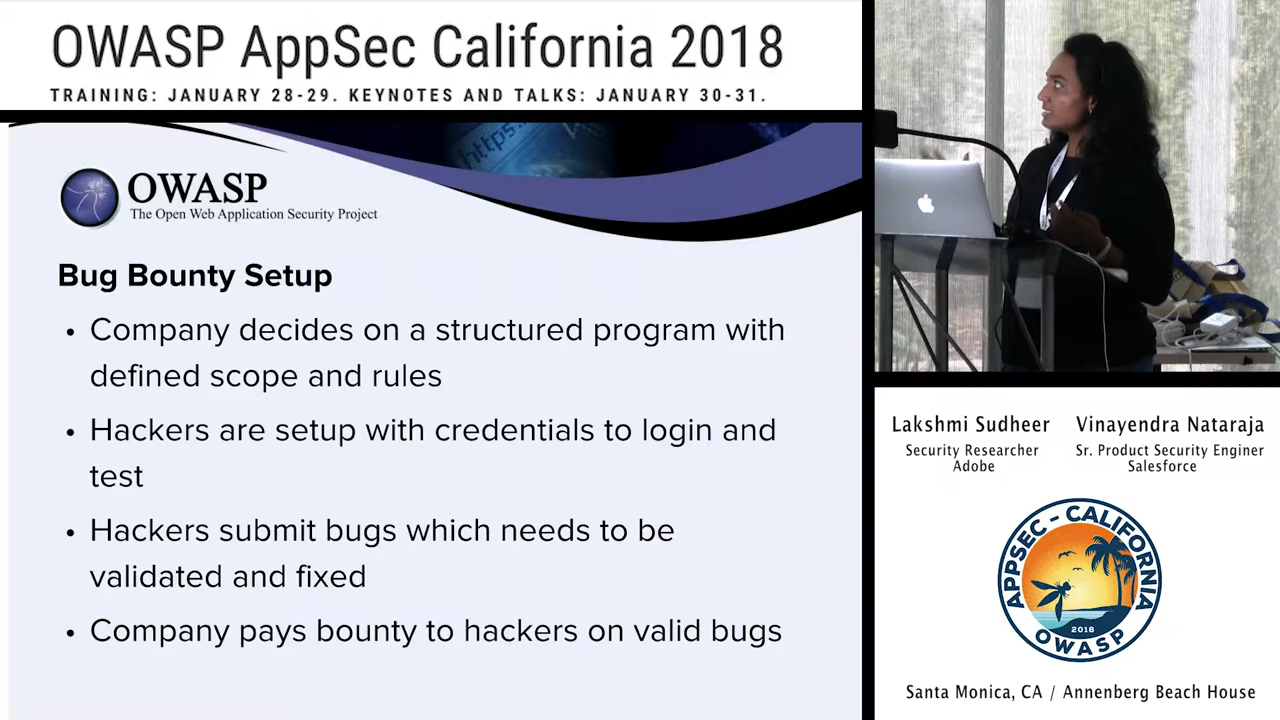 OWASP AppSec California 2018
TRAINING: JANUARY 28-29. KEYNOTES AND TALKS: JANUARY 30-31.
https:
OWASP
The Open Web Application Security Project
Bug Bounty Setup
• Company decides on a structured program with
defined scope and rules
• Hackers are setup with credentials to login and
test
• Hackers submit bugs which needs to be
validated and fixed
• Company pays bounty to hackers on valid bugs
Lakshmi Sudheer
Security Researcher
Adobe
Vinayendra Nataraja
Sr. Product Security Enginer
Salesforce
APPSEC - CALIFORNIA
2018
OWASP
Santa Monica, CA / Annenberg Beach House